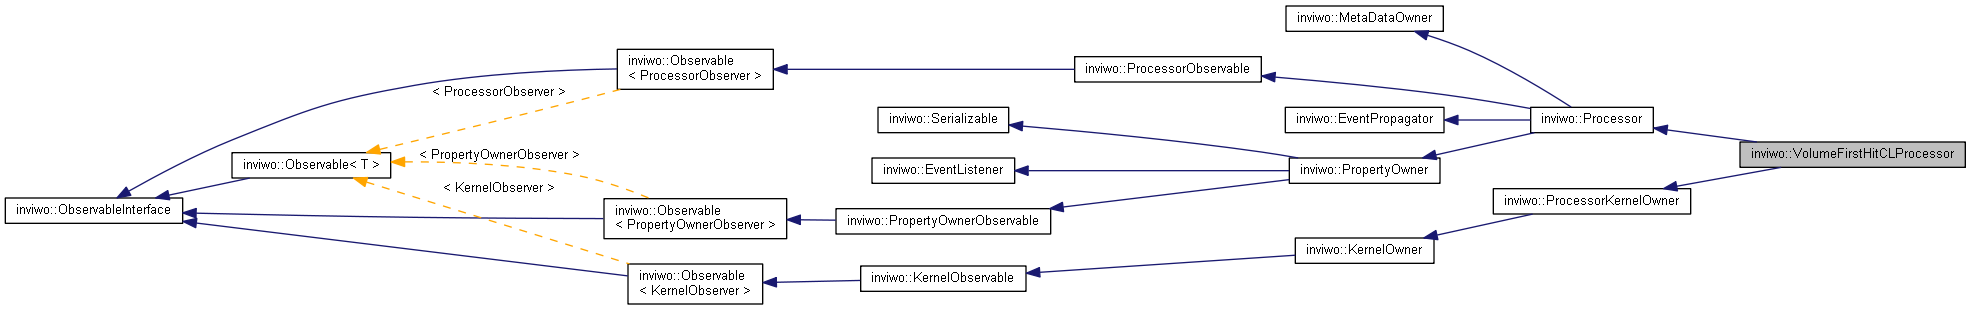 inviwo::MetaDataOwner
inviwo::Observable
< ProcessorObserver >
inviwo::ProcessorObservable
< ProcessorObserver >
inviwo::Serializable
inviwo::EventPropagator
inviwo::Processor
inviwo::Observable< T >
< PropertyOwnerObserver >
inviwo::VolumeFirstHitCLProcessor
inviwo::EventListener
inviwo::PropertyOwner
< KernelObserver >
inviwo::ProcessorKernelOwner
inviwo::ObservableInterface
inviwo::Observable
< PropertyOwnerObserver >
inviwo::PropertyOwnerObservable
inviwo::KernelOwner
inviwo::Observable
< KernelObserver >
inviwo::KernelObservable